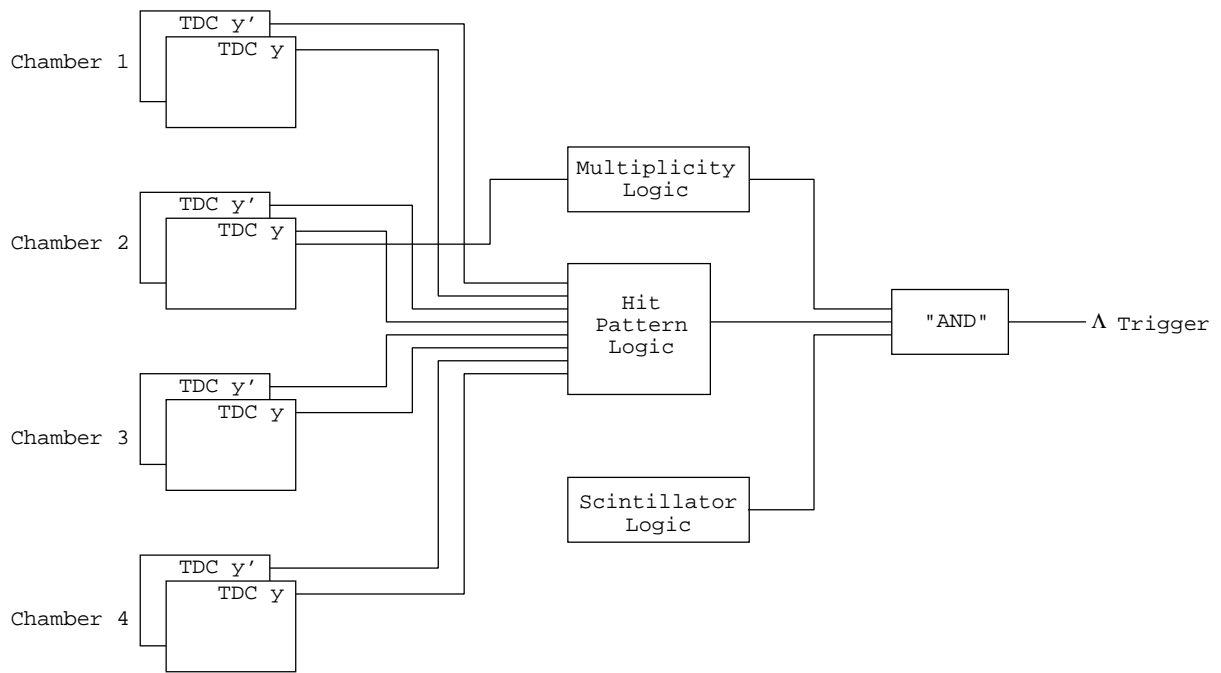 TDC y'
TDC y
Chamber 1
Multiplicity
Logic
TDC y'
TDC y
Chamber 2
Hit
Pattern
Logic
"AND"
Λ Trigger
TDC y'
TDC y
Chamber 3
Scintillator
Logic
TDC y'
TDC y
Chamber 4